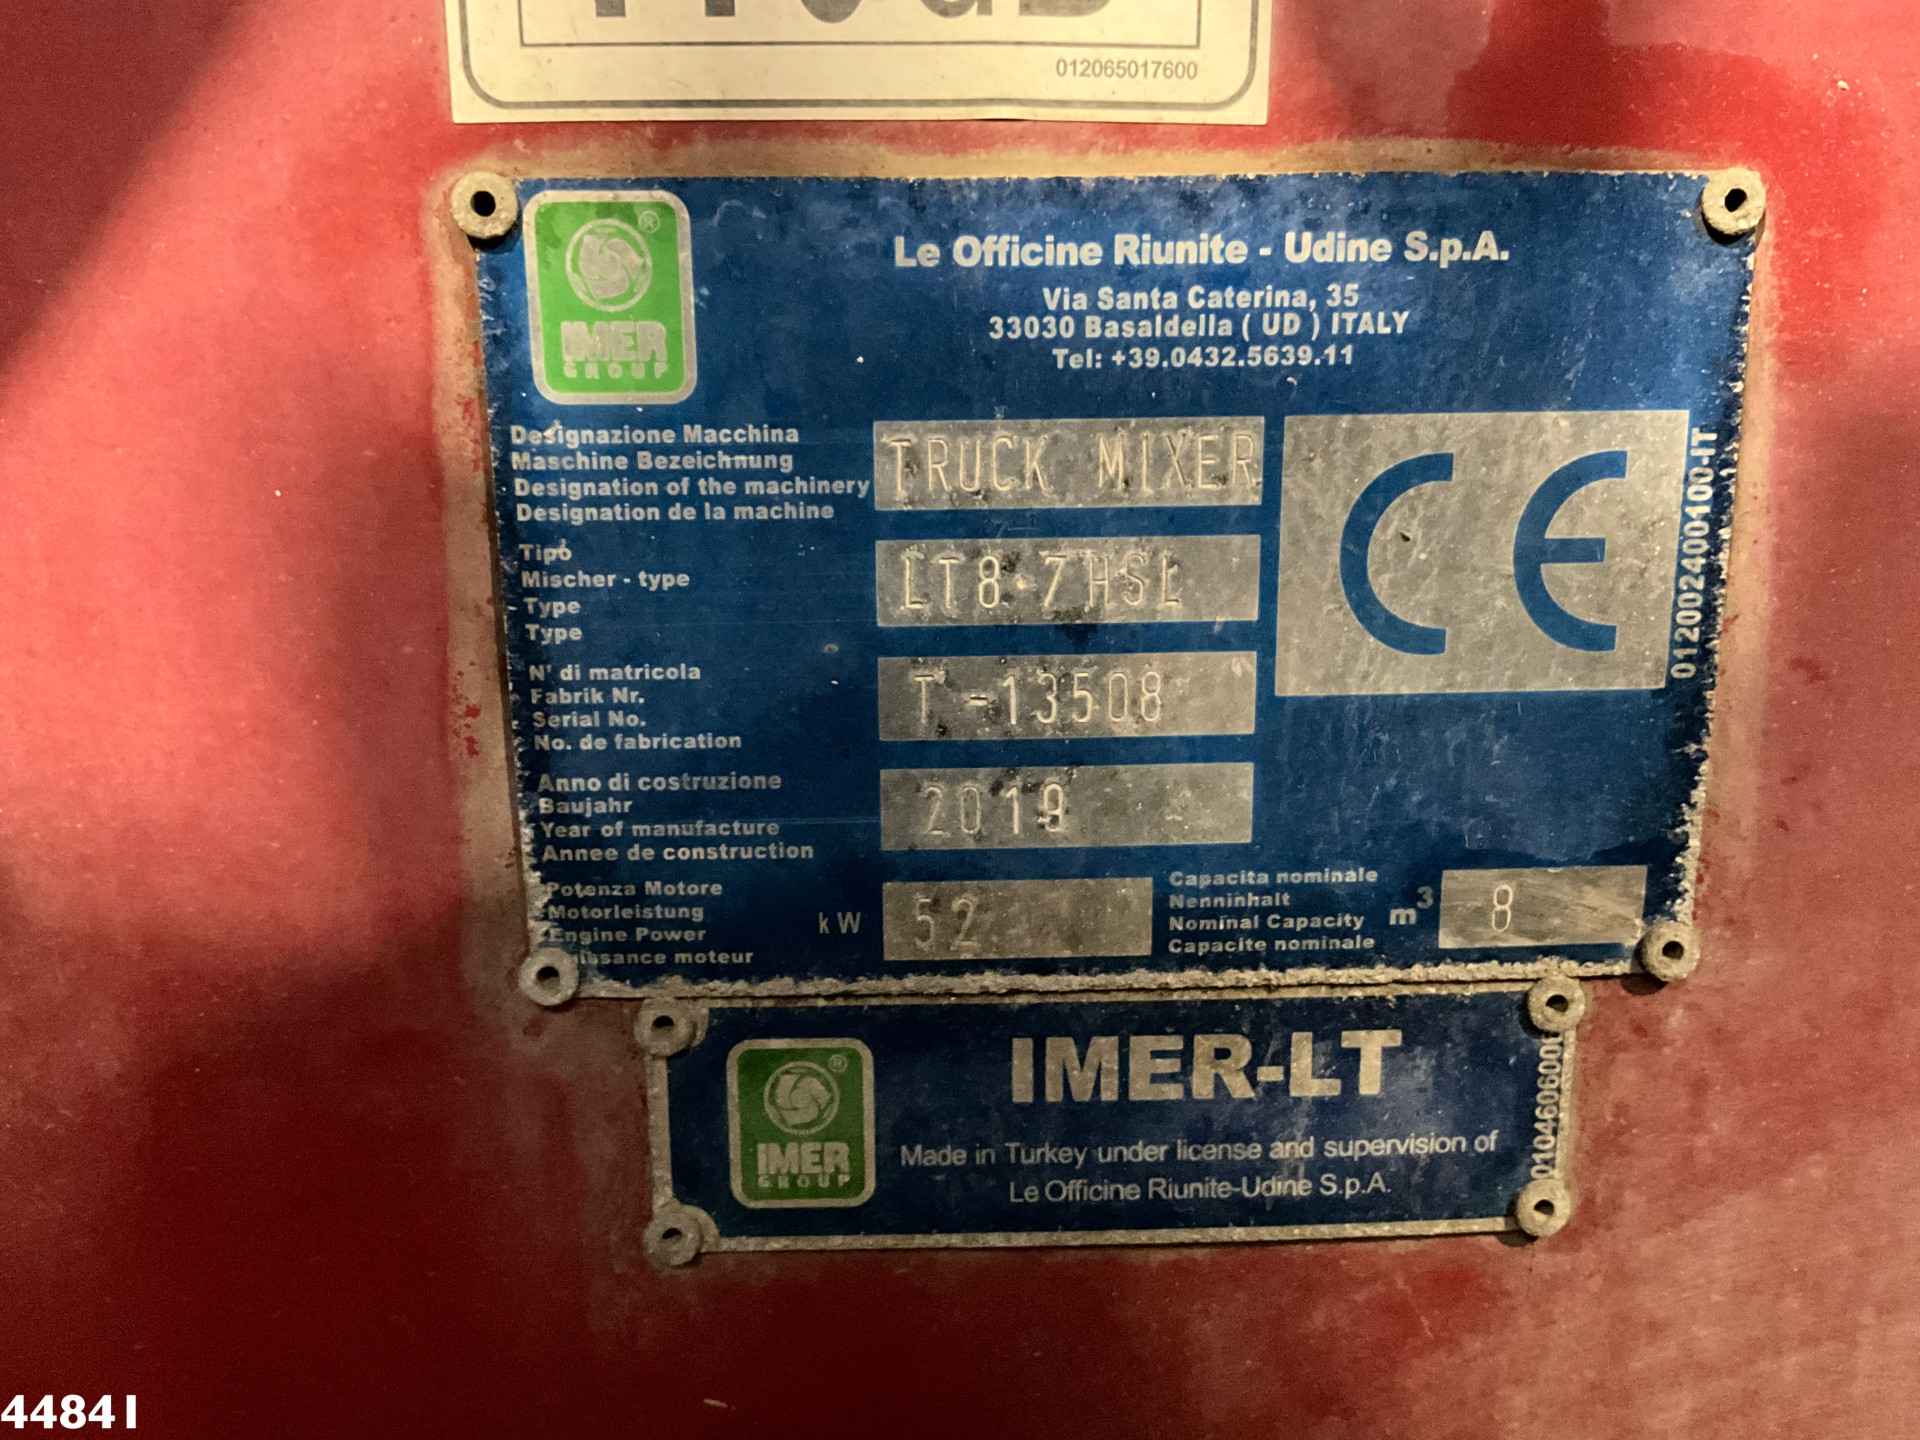 012065017600
IMER
GROUP
®
Le Officine Riunite - Udine S.p.A.
Via Santa Caterina, 35
33030 Basaldella ( UD ) ITALY
Tel: +39.0432.5639.11
Designazione Macchina
Maschine Bezeichnung
Designation of the machinery
Designation de la machine
TRUCK MIXER
Tipo
Mischer - type
Type
Type
LT8-7HSL
N° di matricola
Fabrik Nr.
Serial No.
No. de fabrication
T-13508
Anno di costruzione
Baujahr
Year of manufacture
Annee de construction
2019
Potenza Motore
Motorleistung
Engine Power
Puissance moteur
kW
52
Capacita nominale
Nenninhalt
Nominal Capacity
Capacite nominale
m³
8
CE
012002400100-IT
IMER
GROUP
®
IMER-LT
Made in Turkey under license and supervision of
Le Officine Riunite-Udine S.p.A.
44841